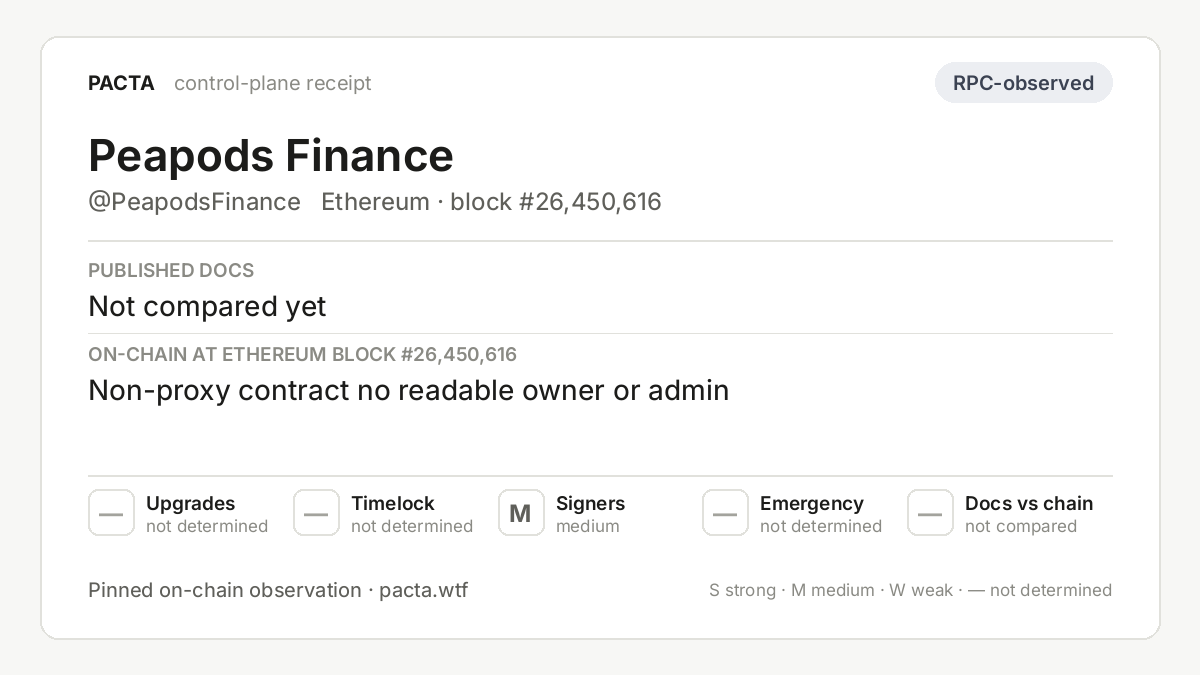 PACTA control-plane receipt
RPC-observed
Peapods Finance
@PeapodsFinance Ethereum · block #26,450,616
PUBLISHED DOCS
Not compared yet
ON-CHAIN AT ETHEREUM BLOCK #26,450,616
Non-proxy contract no readable owner or admin
— Upgrades
not determined
— Timelock
not determined
M Signers
medium
— Emergency
not determined
— Docs vs chain
not compared
Pinned on-chain observation · pacta.wtf
S strong · M medium · W weak · — not determined